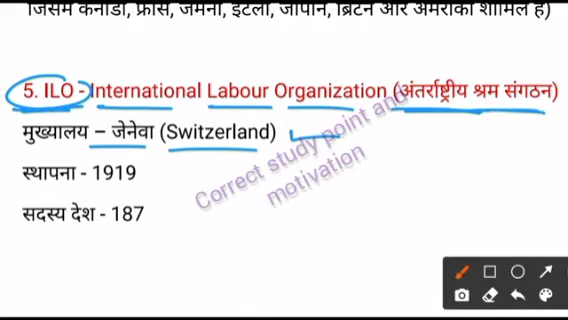 जिसमें कनाडा, फ्रांस, जर्मनी, इटली, जापान, ब्रिटेन और अमेरीका शामिल है)
5. ILO - International Labour Organization (अंतर्राष्ट्रीय श्रम संगठन)
मुख्यालय – जेनेवा (Switzerland)
Correct study point and
motivation
स्थापना - 1919
सदस्य देश - 187